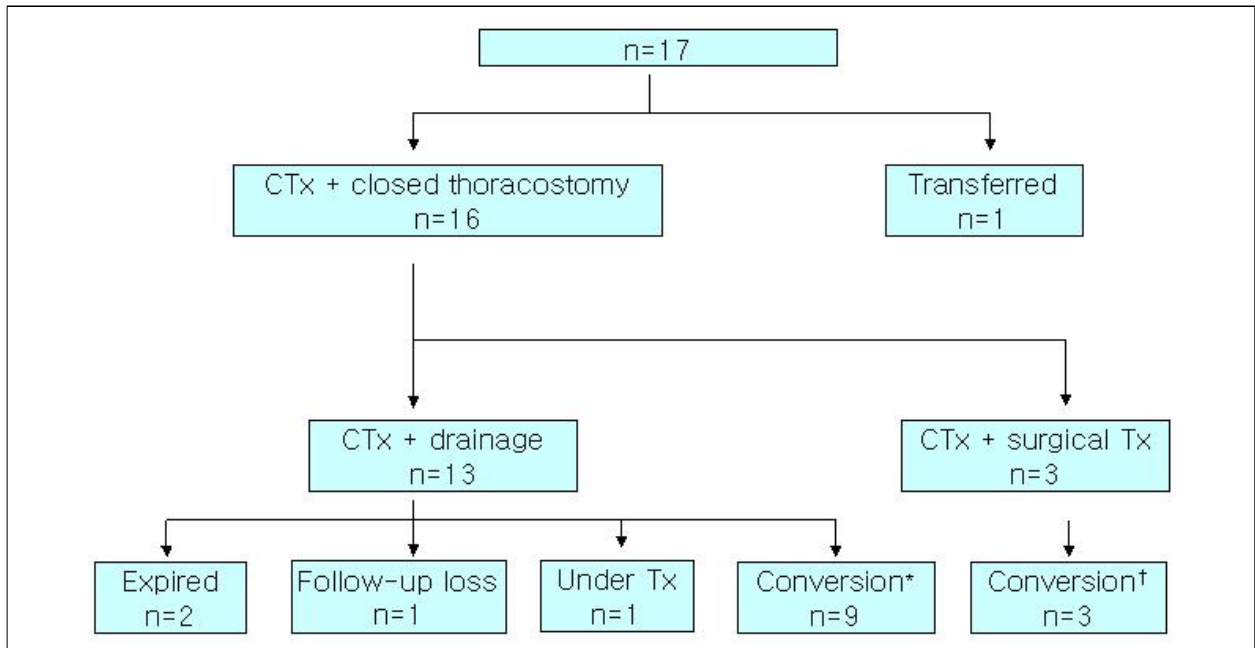 n=17
CTx + closed thoracostomy
n=16
Transferred
n=1
CTx + drainage
n=13
CTx + surgical Tx
n=3
Expired
n=2
Follow-up loss
n=1
Under Tx
n=1
Conversion*
n=9
Conversion†
n=3